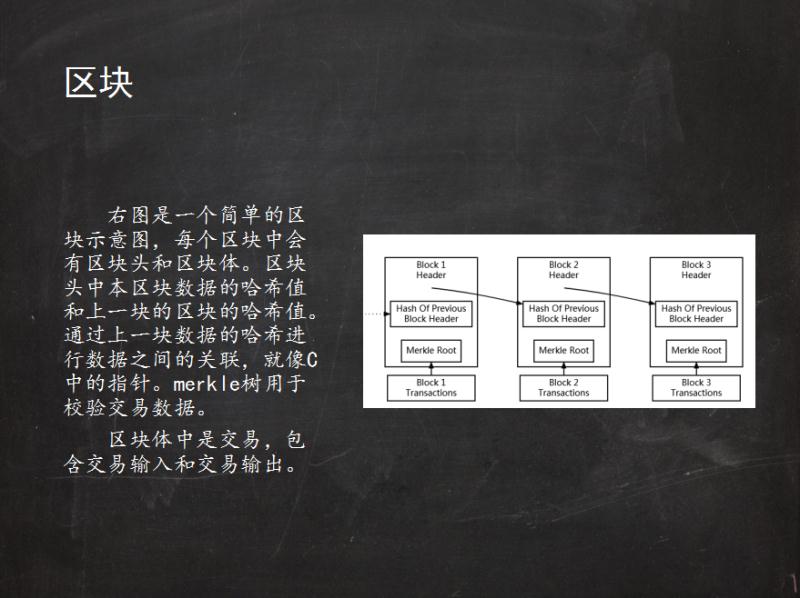 区块
右图是一个简单的区
块示意图，每个区块中会
有区块头和区块体。区块
头中本区块数据的哈希值
和上一块的区块的哈希值。
通过上一块数据的哈希进
行数据之间的关联，就像C
中的指针。merkle树用于
校验交易数据。
区块体中是交易，包
含交易输入和交易输出。
Block 1
Header
Hash Of Previous
Block Header
Merkle Root
Block 1
Transactions
Block 2
Header
Hash Of Previous
Block Header
Merkle Root
Block 2
Transactions
Block 3
Header
Hash Of Previous
Block Header
Merkle Root
Block 3
Transactions